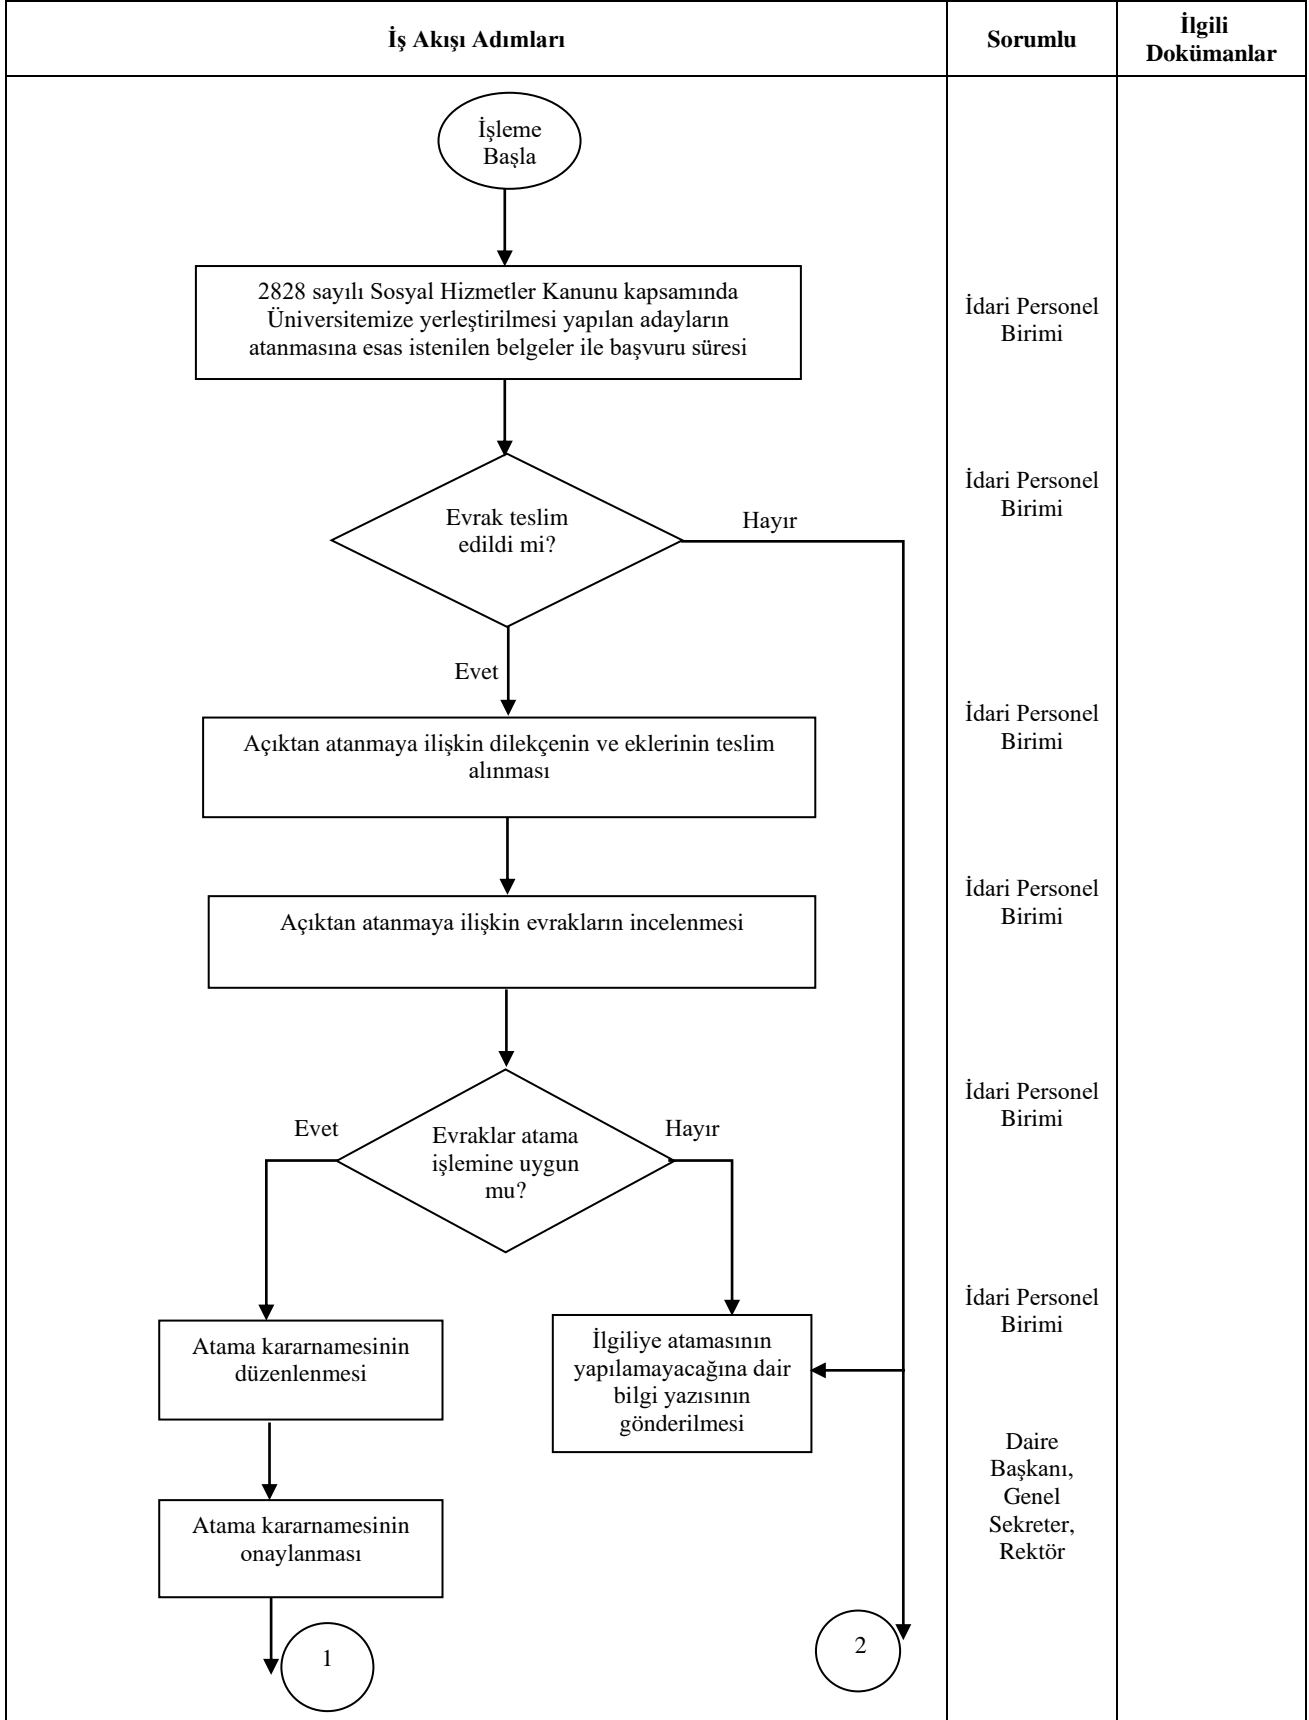 İş Akışı Adımları
Sorumlu
İlgili
Dokümanlar
İşleme
Başla
2828 sayılı Sosyal Hizmetler Kanunu kapsamında
Üniversitemize yerleştirilmesi yapılan adayların
atanmasına esas istenilen belgeler ile başvuru süresi
İdari Personel
Birimi
Evrak teslim
edildi mi?
Hayır
İdari Personel
Birimi
Evet
Açıktan atanmaya ilişkin dilekçenin ve eklerinin teslim
alınması
İdari Personel
Birimi
Açıktan atanmaya ilişkin evrakların incelenmesi
İdari Personel
Birimi
Evet
Evraklar atama
işlemine uygun
mu?
Hayır
İdari Personel
Birimi
Atama kararnamesinin
düzenlenmesi
İlgiliye atamasının
yapılamayacağına dair
bilgi yazısının
gönderilmesi
İdari Personel
Birimi
Atama kararnamesinin
onaylanması
Daire
Başkanı,
Genel
Sekreter,
Rektör
1
2